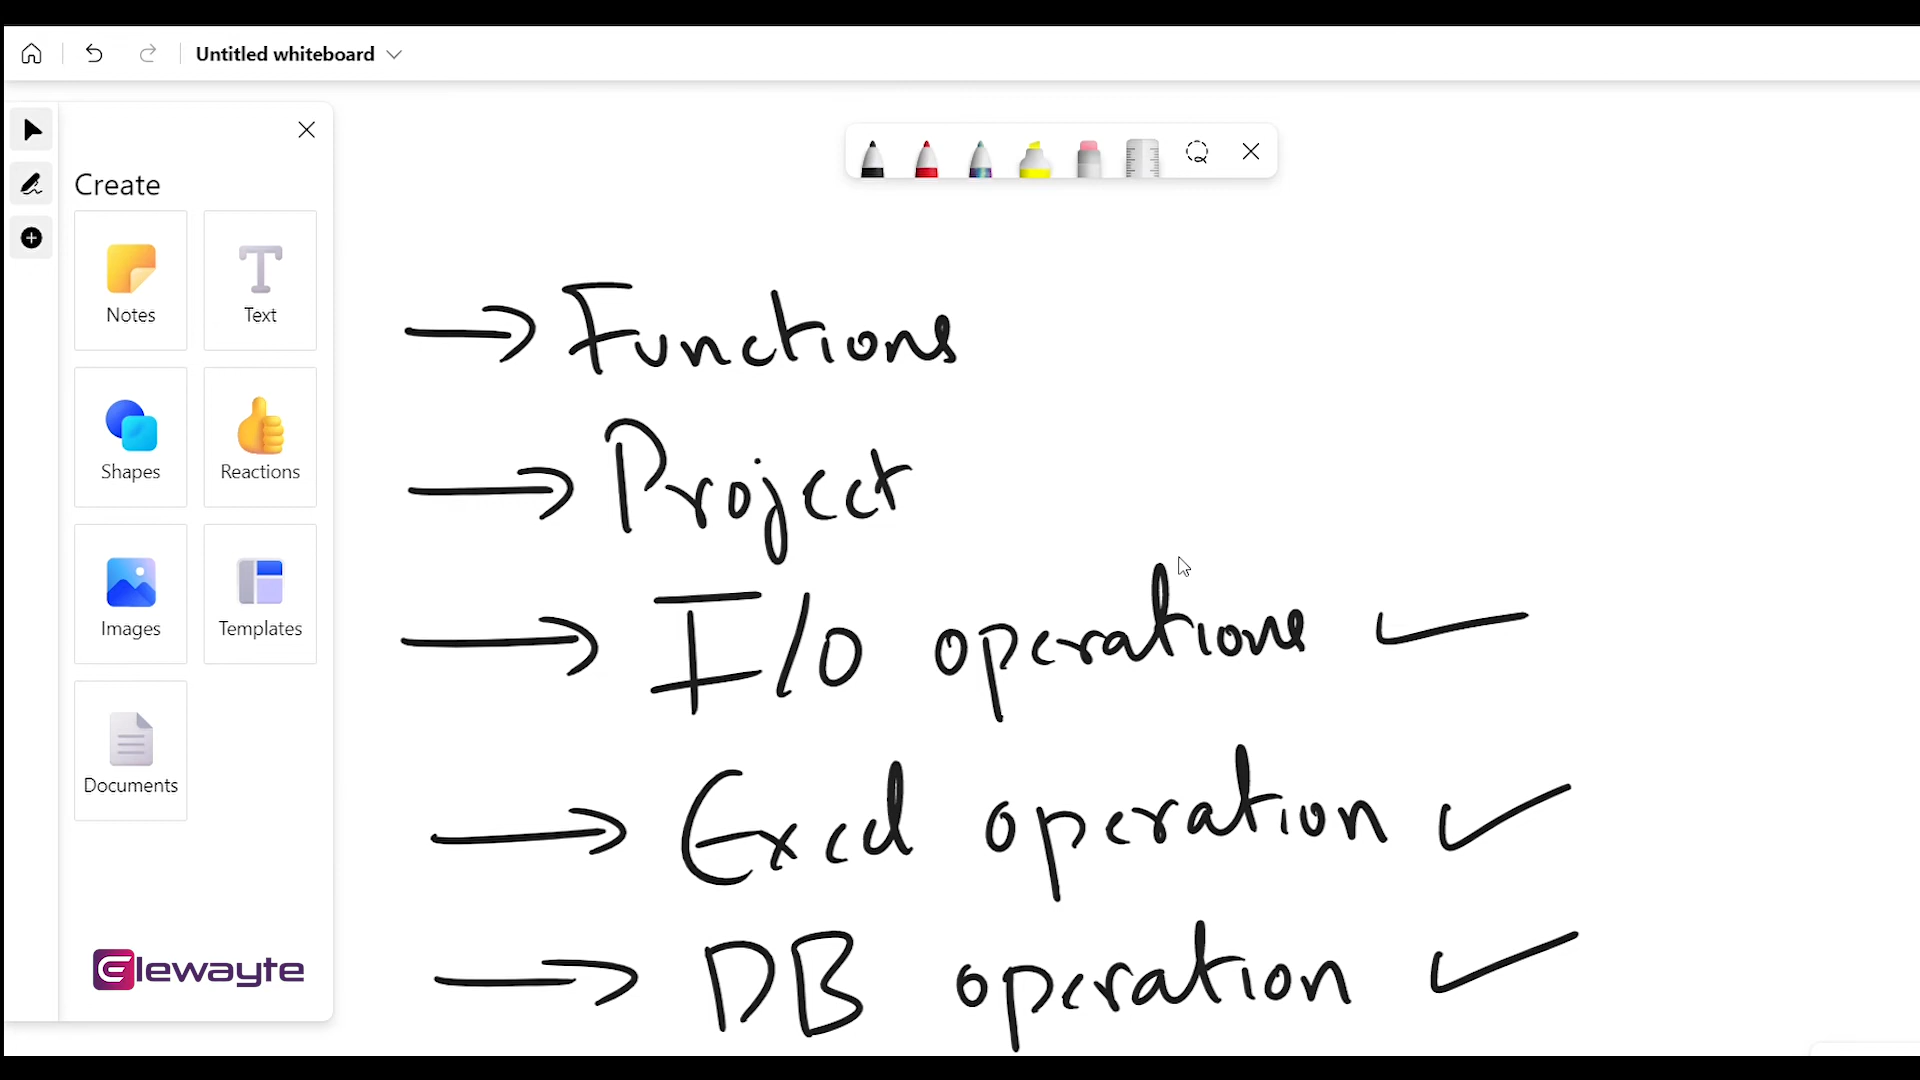 Untitled whiteboard
Create
Notes
Text
Shapes
Reactions
Images
Templates
Documents
Glewayte
→ Functions
→ Project
→ I/O operations ✓
→ Excel operation ✓
→ DB operation ✓